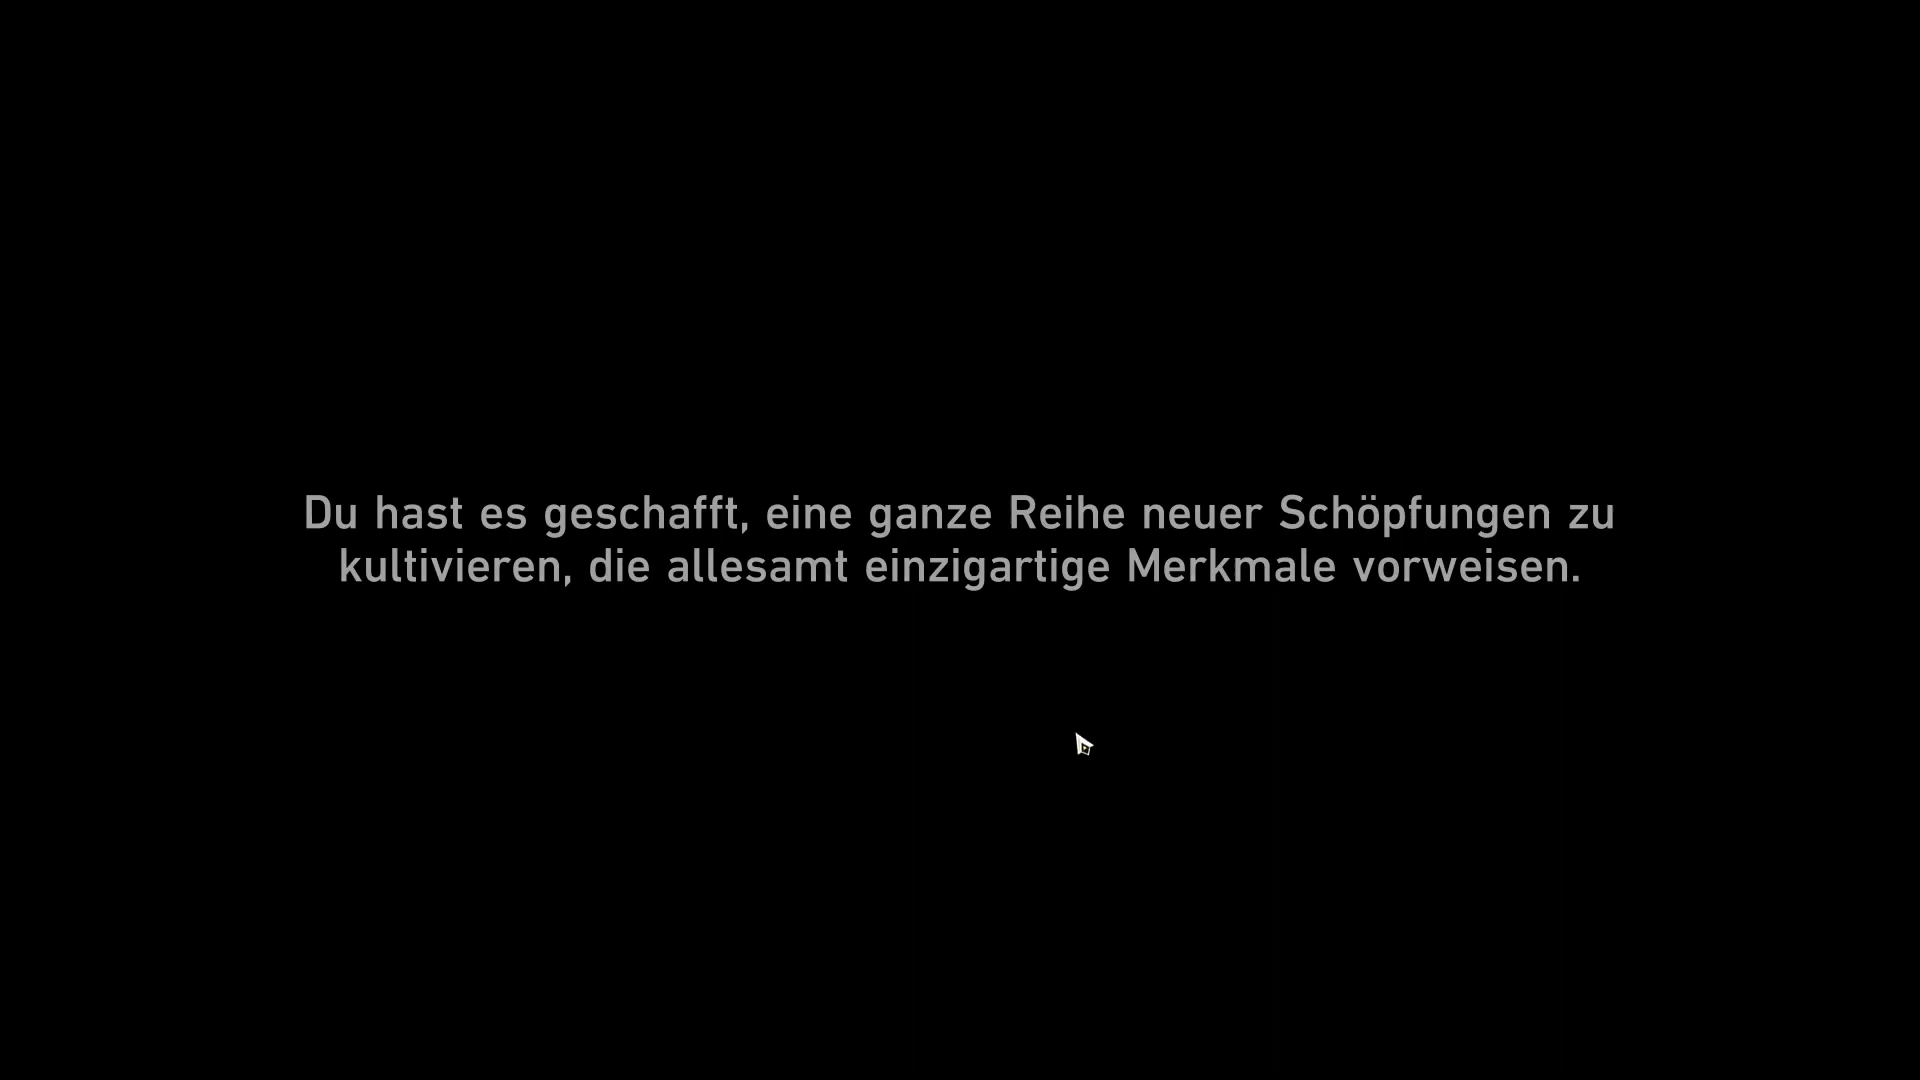 Du hast es geschafft, eine ganze Reihe neuer Schöpfungen zu
kultivieren, die allesamt einzigartige Merkmale vorweisen.